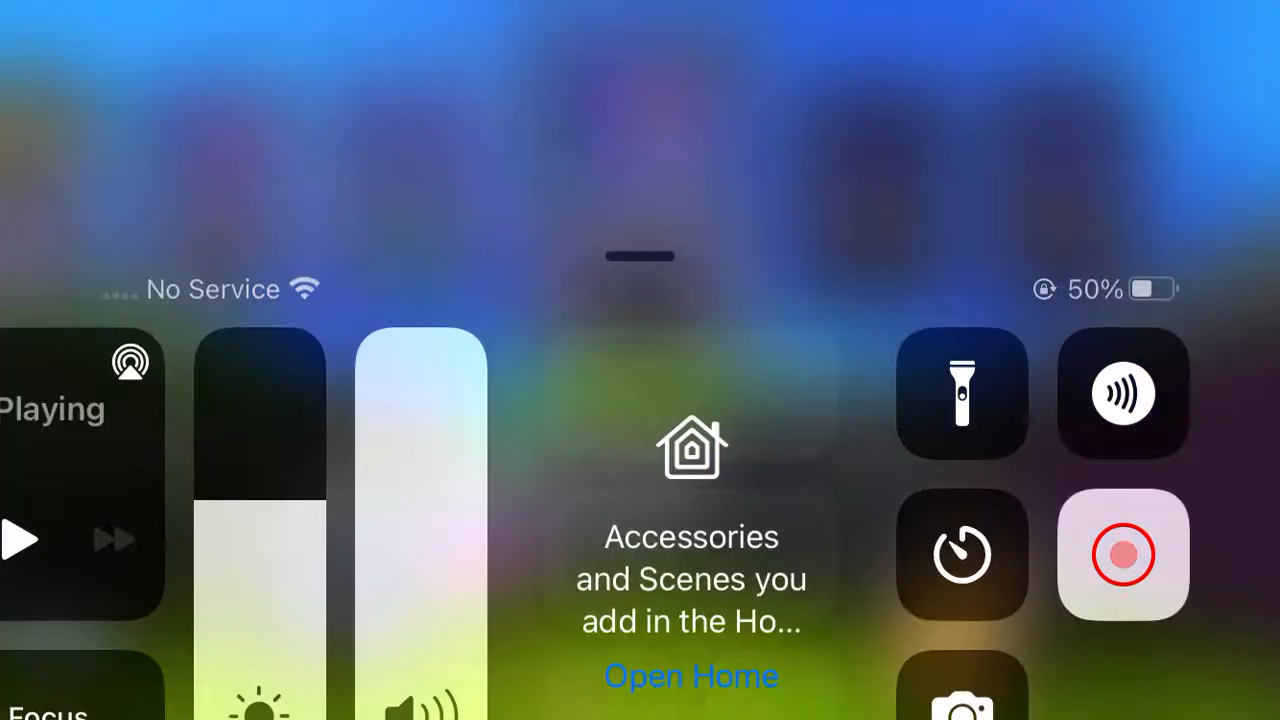 No Service
50%
Playing
Accessories
and Scenes you
add in the Ho...
Open Home
Focus